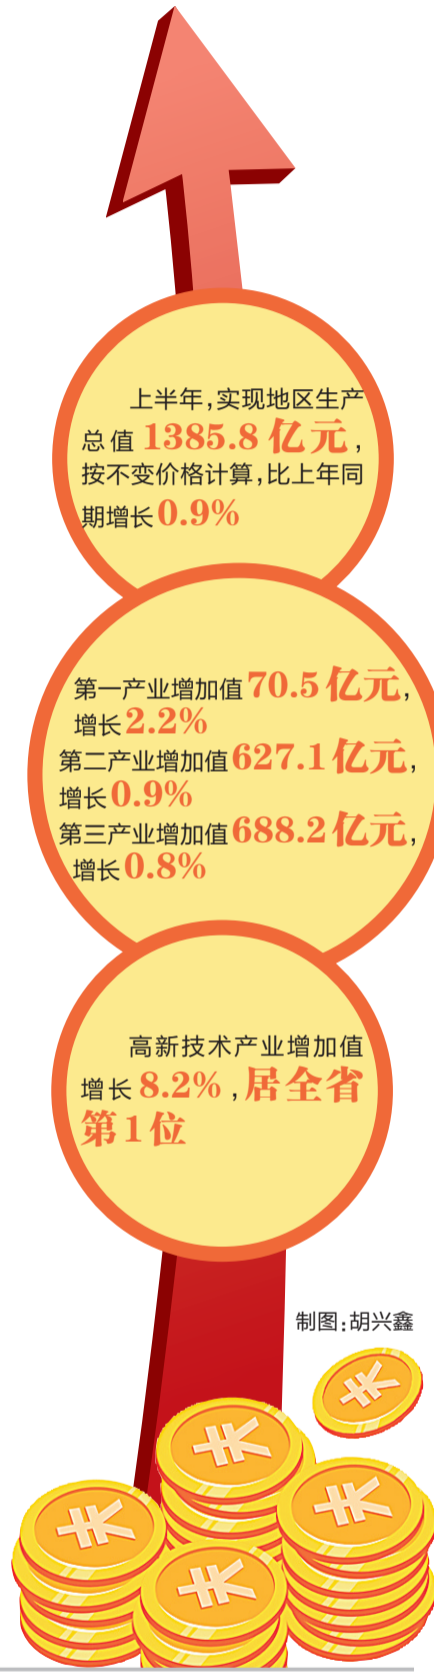 上半年,实现地区生产
总值1385.8亿元,
按不变价格计算,比上年同
期增长0.9%
第一产业增加值70.5亿元,
增长2.2%
第二产业增加值627.1亿元,
增长0.9%
第三产业增加值688.2亿元,
增长0.8%
高新技术产业增加值
增长8.2%,居全省
第1位
制图:胡兴鑫